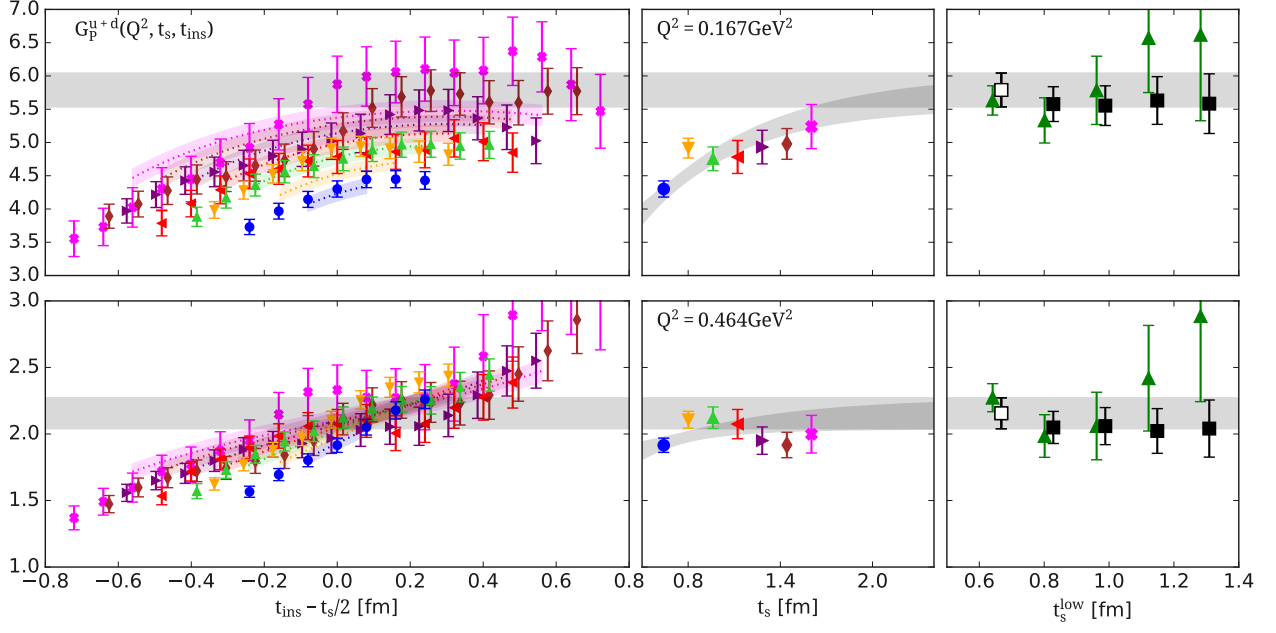 7.0
6.5
6.0
5.5
5.0
4.5
4.0
3.5
3.0
G_P^{u+d}(Q², t_s, t_ins)
Q² = 0.167GeV²
3.0
2.5
2.0
1.5
1.0
Q² = 0.464GeV²
−0.8 −0.6 −0.4 −0.2 0.0 0.2 0.4 0.6 0.8
t_ins − t_s/2 [fm]
0.8 1.4 2.0
t_s [fm]
0.6 0.8 1.0 1.2 1.4
t_s^low [fm]